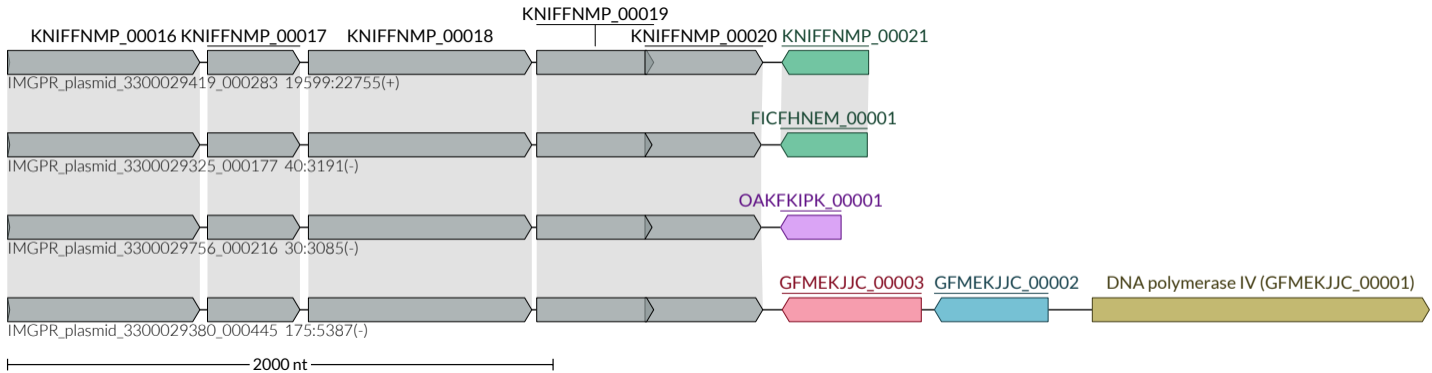 KNIFFNMP_00019
KNIFFNMP_00016 KNIFFNMP_00017 KNIFFNMP_00018 KNIFFNMP_00020 KNIFFNMP_00021
IMGPR_plasmid_3300029419_000283 19599:22755(+)
FICFHNEM_00001
IMGPR_plasmid_3300029325_000177 40:3191(-)
OAKFKIPK_00001
IMGPR_plasmid_3300029756_000216 30:3085(-)
GFMEKJJC_00003 GFMEKJJC_00002 DNA polymerase IV (GFMEKJJC_00001)
IMGPR_plasmid_3300029380_000445 175:5387(-)
2000 nt